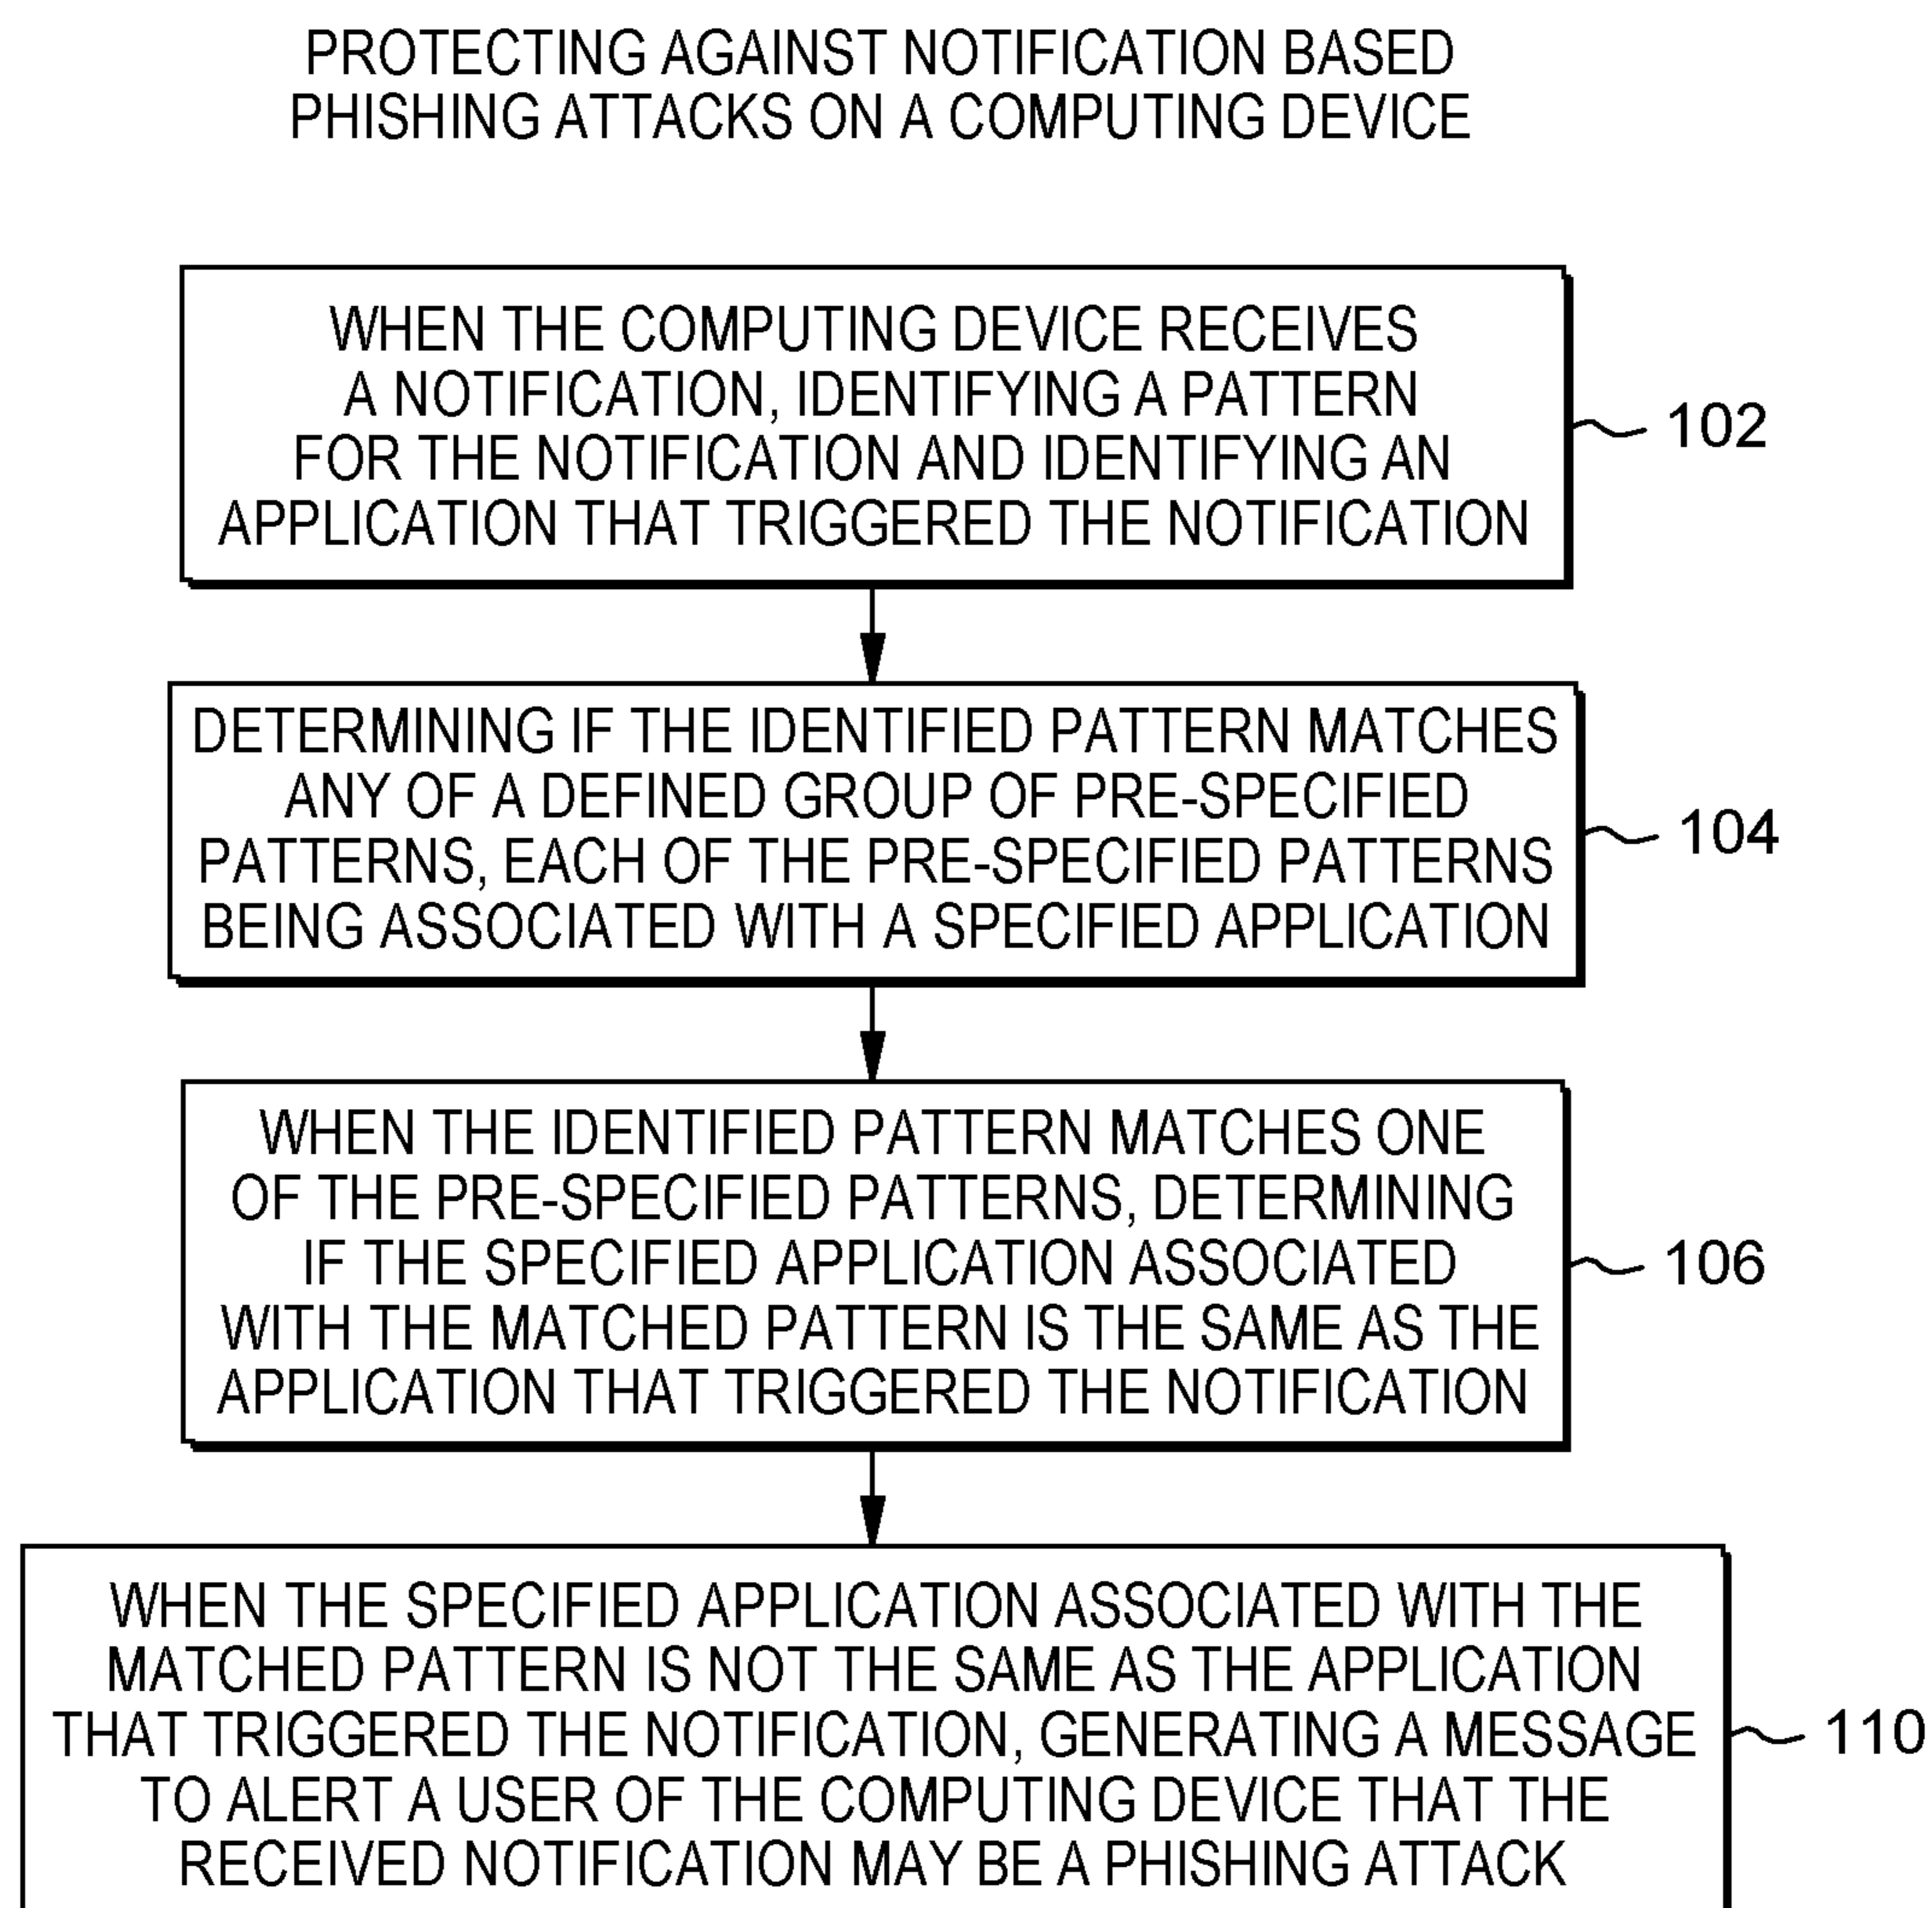 PROTECTING AGAINST NOTIFICATION BASED
PHISHING ATTACKS ON A COMPUTING DEVICE
WHEN THE COMPUTING DEVICE RECEIVES
A NOTIFICATION, IDENTIFYING A PATTERN
FOR THE NOTIFICATION AND IDENTIFYING AN
APPLICATION THAT TRIGGERED THE NOTIFICATION
102
DETERMINING IF THE IDENTIFIED PATTERN MATCHES
ANY OF A DEFINED GROUP OF PRE-SPECIFIED
PATTERNS, EACH OF THE PRE-SPECIFIED PATTERNS
BEING ASSOCIATED WITH A SPECIFIED APPLICATION
104
WHEN THE IDENTIFIED PATTERN MATCHES ONE
OF THE PRE-SPECIFIED PATTERNS, DETERMINING
IF THE SPECIFIED APPLICATION ASSOCIATED
WITH THE MATCHED PATTERN IS THE SAME AS THE
APPLICATION THAT TRIGGERED THE NOTIFICATION
106
WHEN THE SPECIFIED APPLICATION ASSOCIATED WITH THE
MATCHED PATTERN IS NOT THE SAME AS THE APPLICATION
THAT TRIGGERED THE NOTIFICATION, GENERATING A MESSAGE
TO ALERT A USER OF THE COMPUTING DEVICE THAT THE
RECEIVED NOTIFICATION MAY BE A PHISHING ATTACK
110